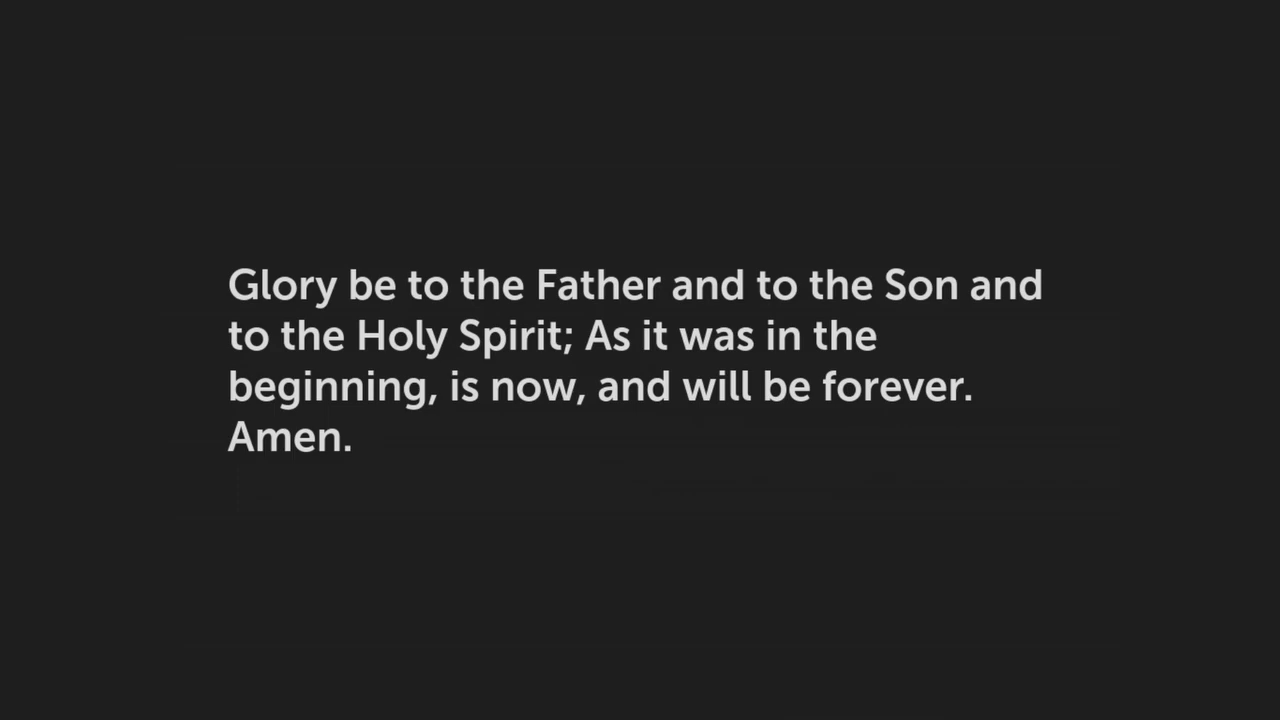 Glory be to the Father and to the Son and
to the Holy Spirit; As it was in the
beginning, is now, and will be forever.
Amen.